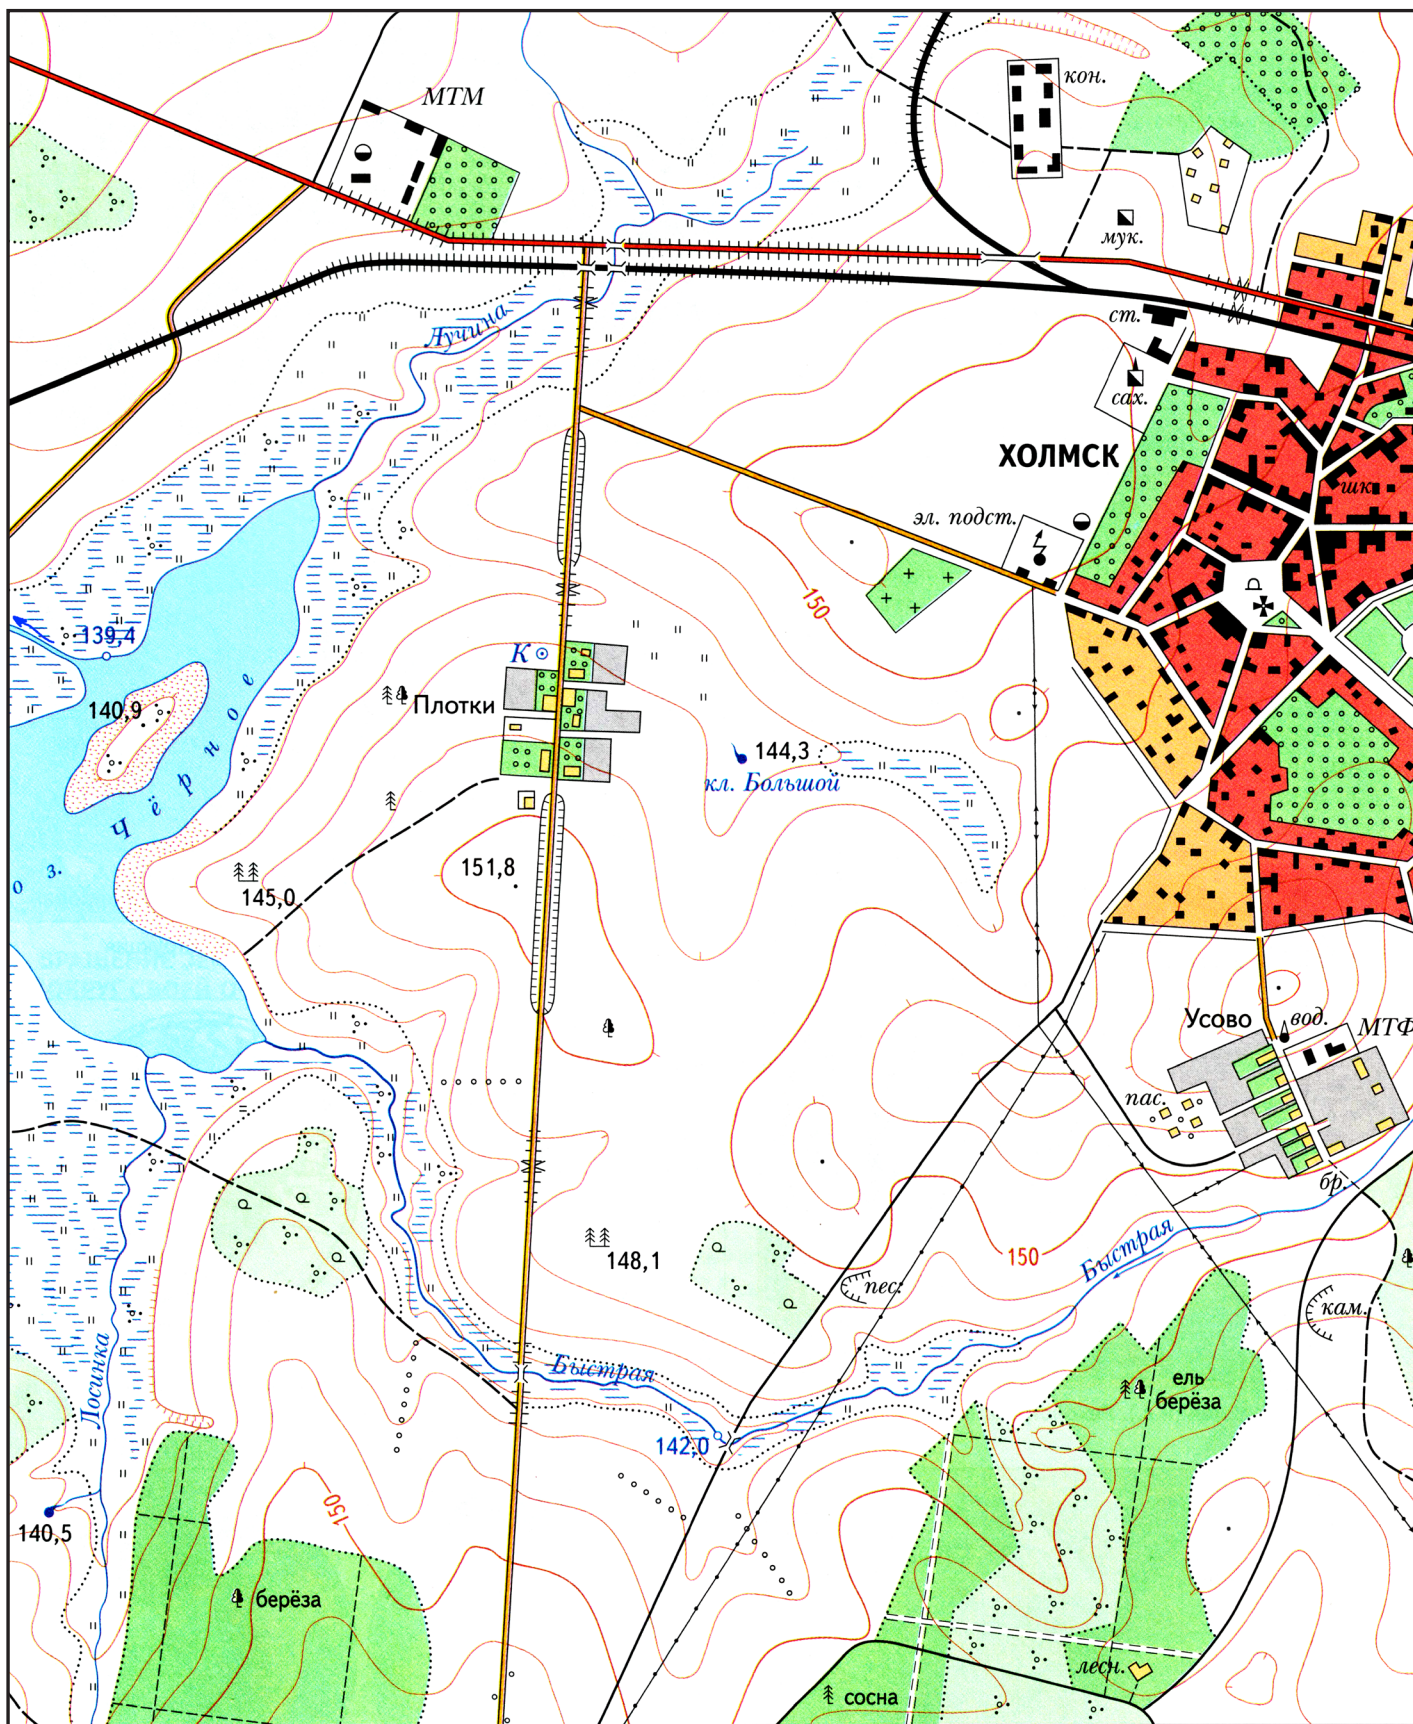 МТМ
кон.
мук.
Лучина
ст.
сах.
ХОЛМСК
шк.
эл. подст.
150
139,4
К
140,9
Плотки
оз. Чёрное
144,3
кл. Большой
151,8
145,0
Усово
вод.
МТФ
пас.
бр.
Быстрая
148,1
150
пес.
кам.
Лосинка
Быстрая
ель
берёза
142,0
150
140,5
берёза
лесн.
сосна